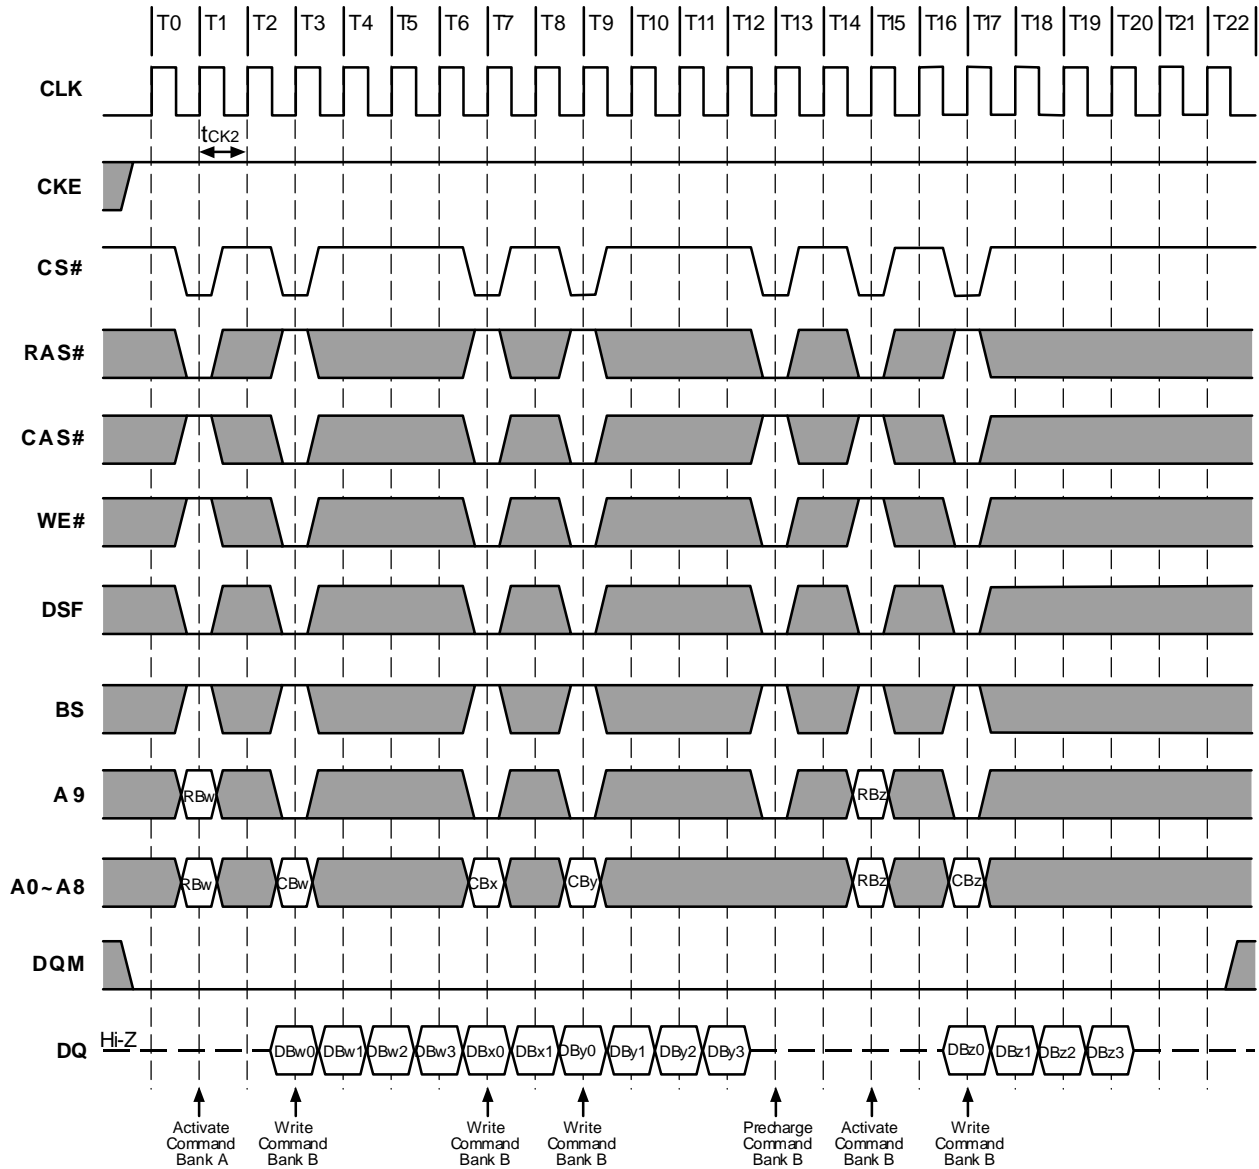 T0 T1 T2 T3 T4 T5 T6 T7 T8 T9 T10 T11 T12 T13 T14 T15 T16 T17 T18 T19 T20 T21 T22
CLK
tCK2
CKE
CS#
RAS#
CAS#
WE#
DSF
BS
A9 RBw RBz
A0~A8 RBw CBw CBx CBy RBz CBz
DQM
DQ Hi-Z DBw0 DBw1 DBw2 DBw3 DBx0 DBx1 DBy0 DBy1 DBy2 DBy3 DBz0 DBz1 DBz2 DBz3
Activate Write Write Write Precharge Activate Write
Command Command Command Command Command Command Command
Bank A Bank B Bank B Bank B Bank B Bank B Bank B